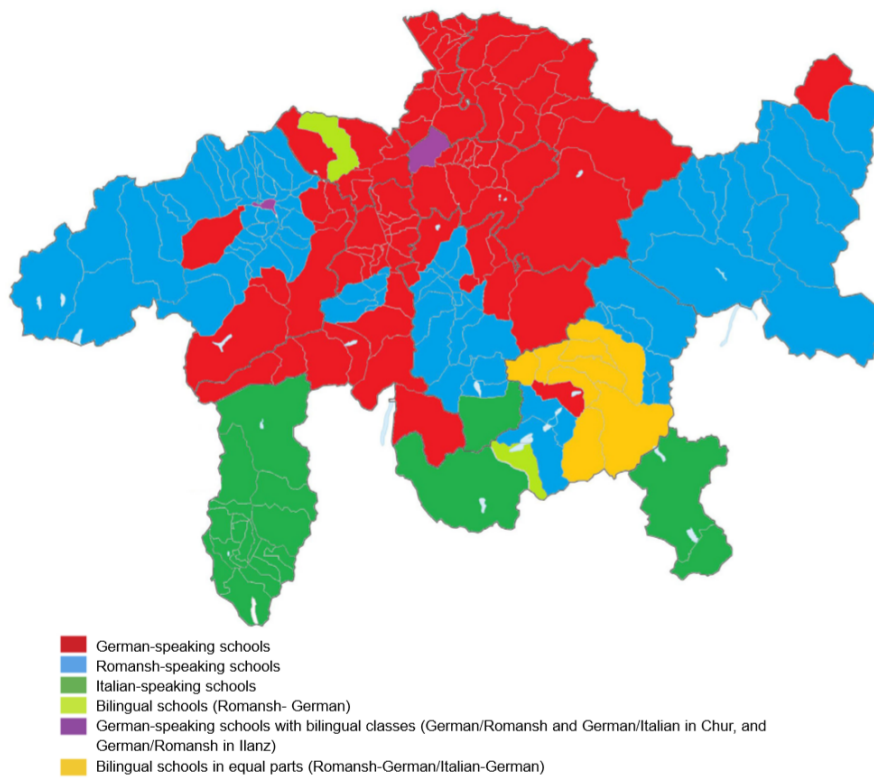 German-speaking schools
Romansh-speaking schools
Italian-speaking schools
Bilingual schools (Romansh- German)
German-speaking schools with bilingual classes (German/Romansh and German/Italian in Chur, and
German/Romansh in Ilanz)
Bilingual schools in equal parts (Romansh-German/Italian-German)